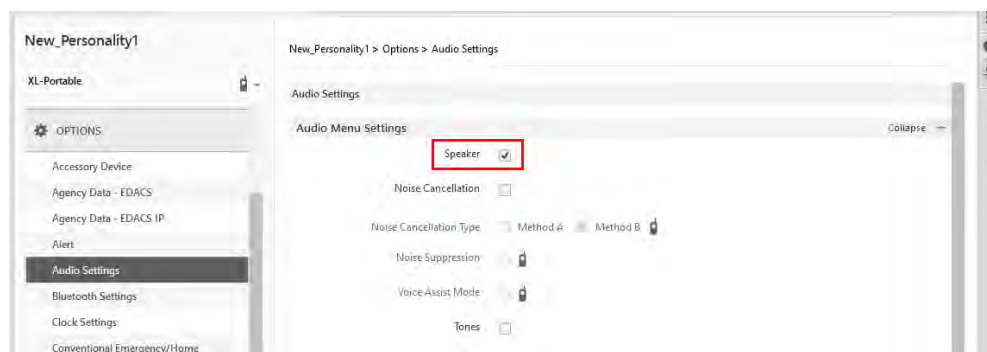 New_Personality1
XL-Portable
OPTIONS
Accessory Device
Agency Data - EDACS
Agency Data - EDACS IP
Alert
Audio Settings
Bluetooth Settings
Clock Settings
Conventional Emergency/Home
New_Personality1 > Options > Audio Settings
Audio Settings
Audio Menu Settings Collapse —
Speaker
Noise Cancellation
Noise Cancellation Type Method A Method B
Noise Suppression
Voice Assist Mode
Tones